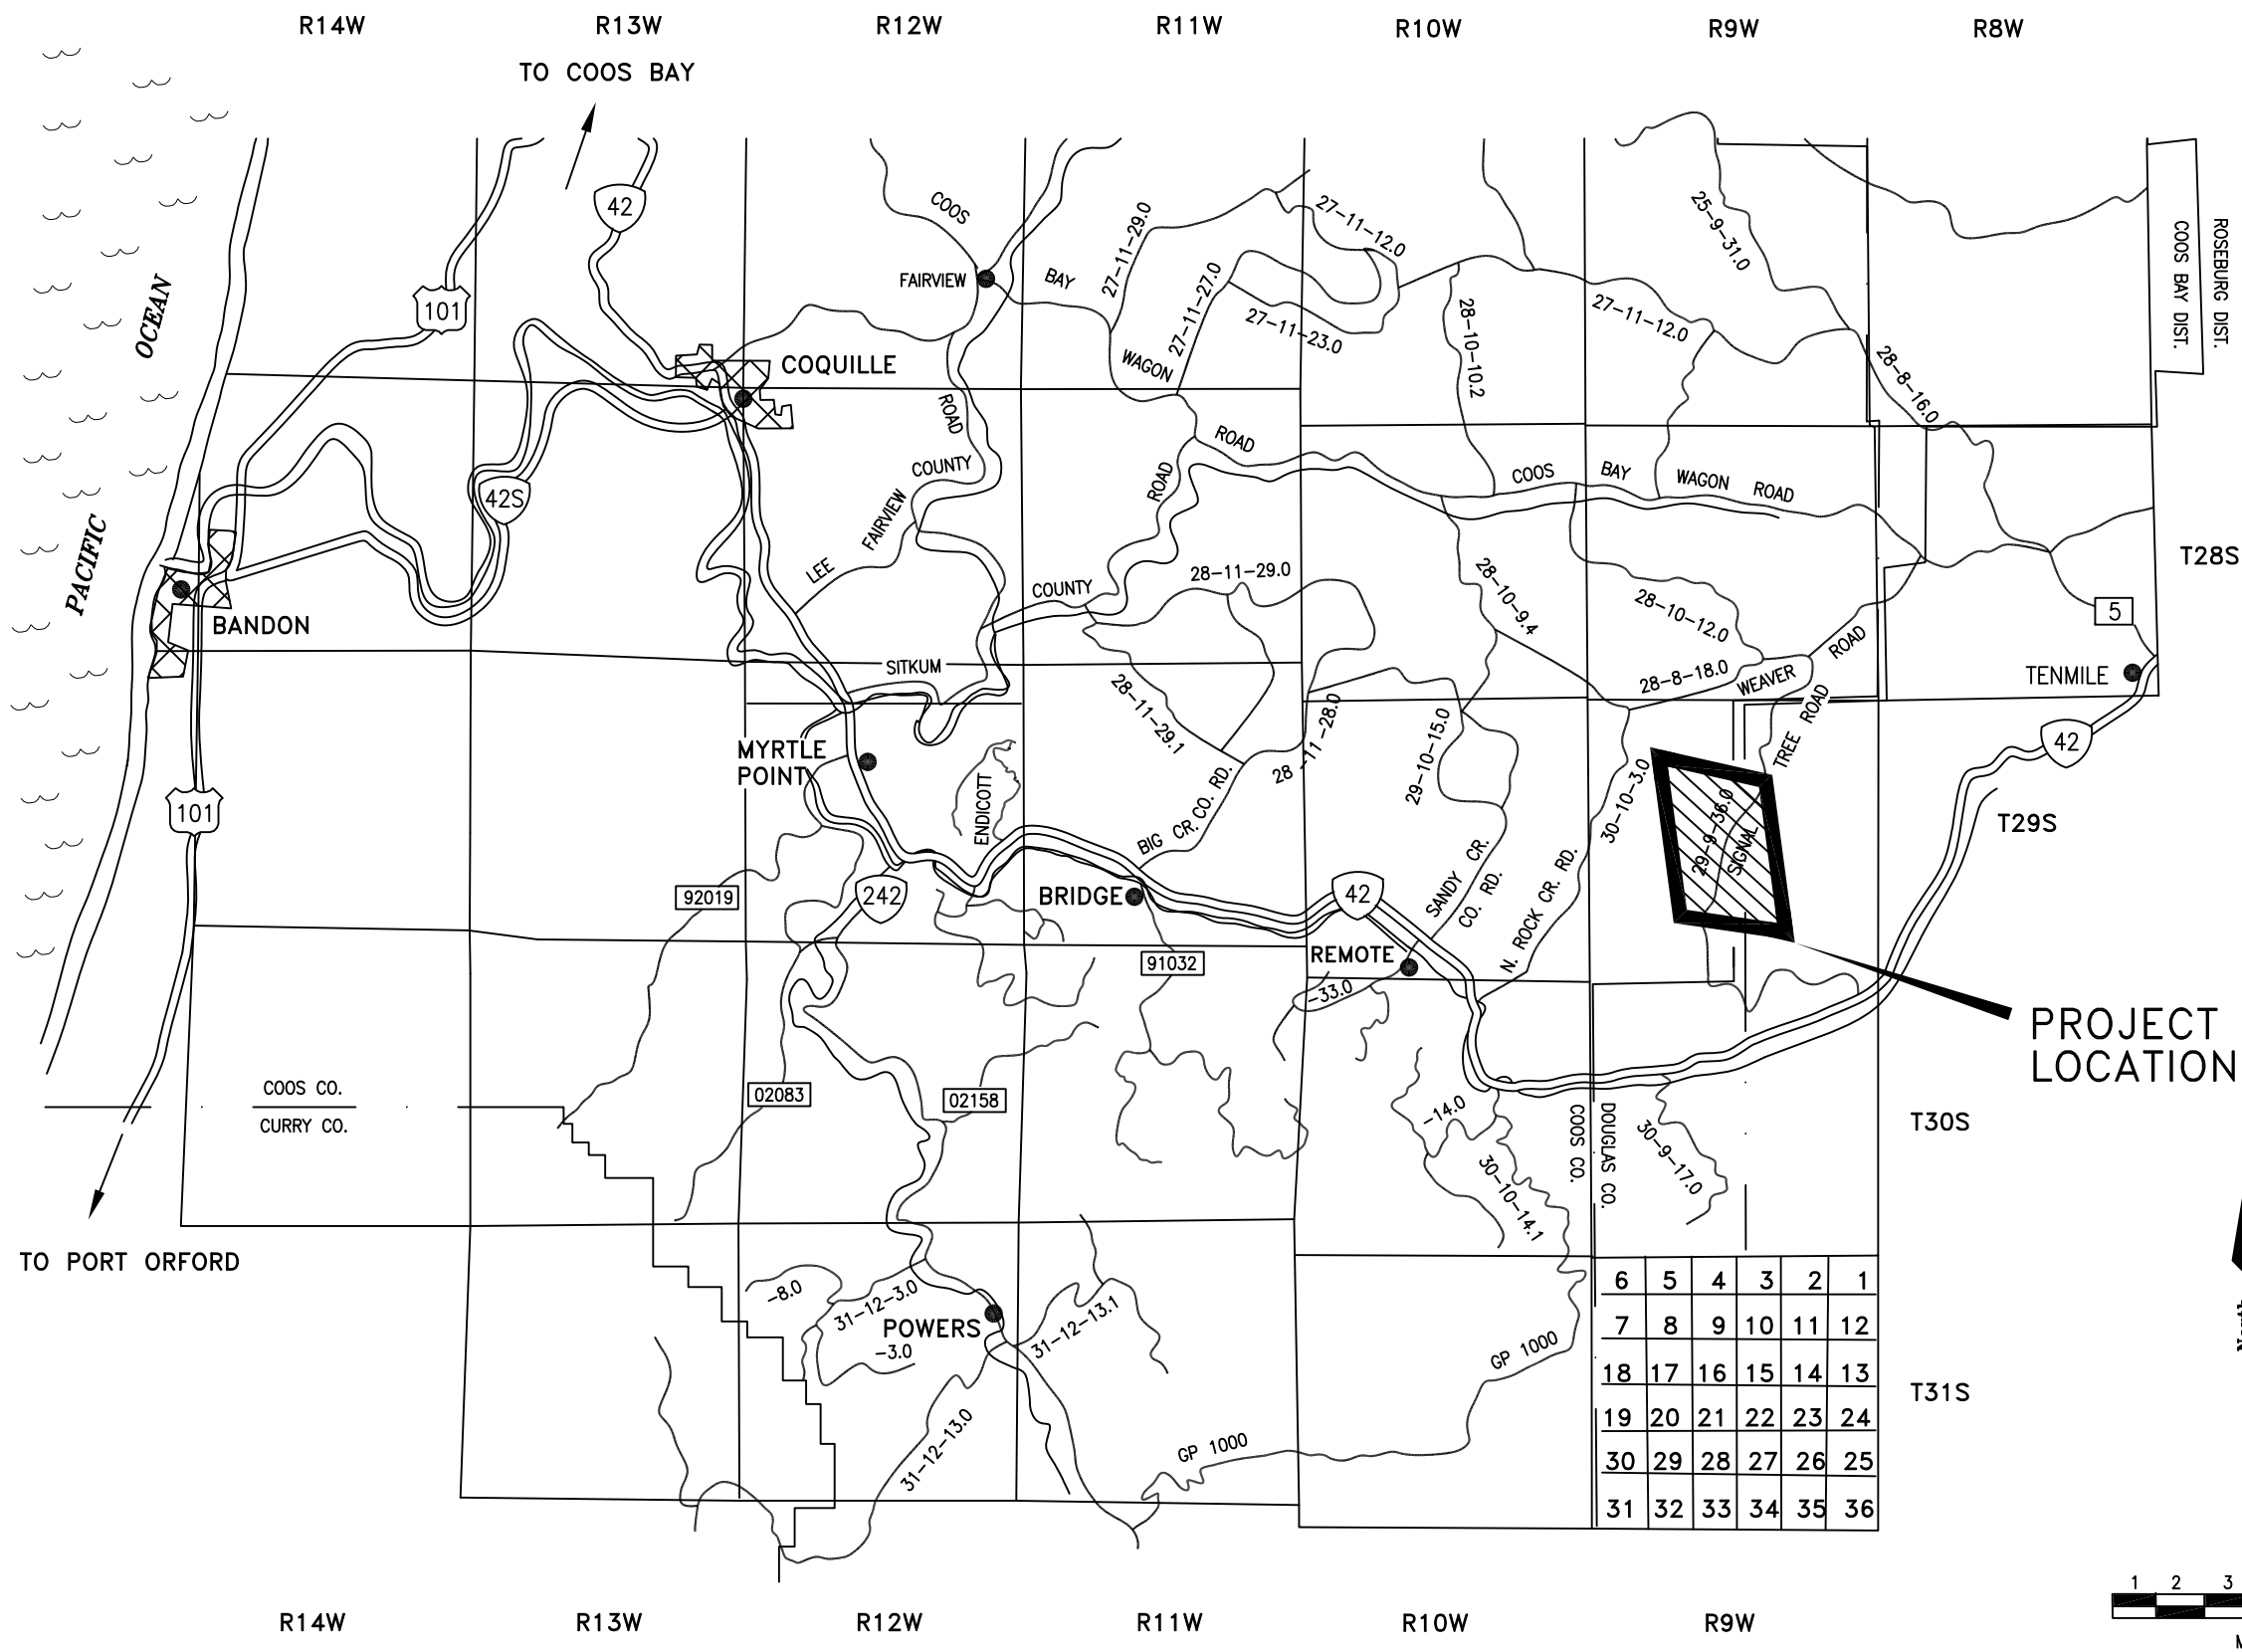 R14W R13W R12W R11W R10W R9W R8W
TO COOS BAY
42
COOS
27-11-29.0
27-11-12.0
25-9-31.0
ROSEBURG DIST.
COOS BAY DIST.
FAIRVIEW
BAY
27-11-27.0
OCEAN
101
27-11-23.0
28-10-10.2
27-11-12.0
COQUILLE
WAGON
28-8-16.0
ROAD
ROAD
COUNTY
ROAD
COOS BAY WAGON ROAD
42S
FAIRVIEW
PACIFIC
LEE
T28S
28-11-29.0
COUNTY
28-10-9.4
28-10-12.0
5
BANDON
ROAD
SITKUM
28-8-18.0
WEAVER
TENMILE
28-11-29.1
28-11-28.0
29-10-15.0
TREE ROAD
42
MYRTLE
POINT
ENDICOTT
30-10-3.0
101
BIG CR. CO. RD.
29-9-36.0
SIGNAL
T29S
92019
242
BRIDGE
42
SANDY CR.
CO. RD.
N. ROCK CR. RD.
91032
REMOTE
-33.0
PROJECT
LOCATION
COOS CO.
CURRY CO.
02083
02158
-14.0
COOS CO.
DOUGLAS CO.
30-9-17.0
T30S
30-10-14.1
TO PORT ORFORD
-8.0
31-12-3.0
POWERS
-3.0
31-12-13.1
GP 1000
31-12-13.0
GP 1000
6 5 4 3 2 1
7 8 9 10 11 12
18 17 16 15 14 13
T31S
19 20 21 22 23 24
30 29 28 27 26 25
31 32 33 34 35 36
1 2 3
R14W R13W R12W R11W R10W R9W